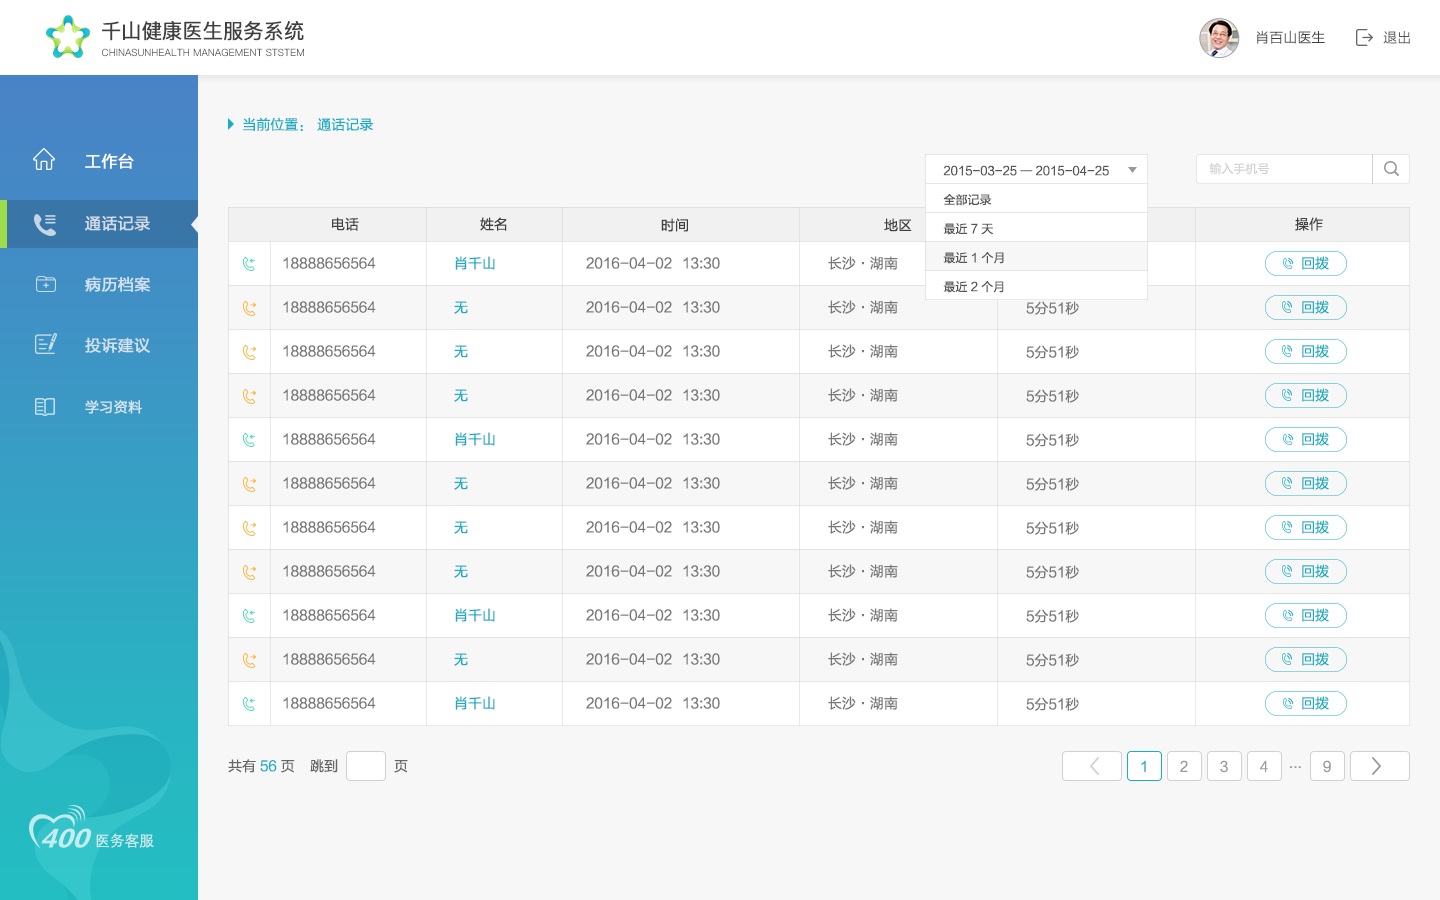 千山健康医生服务系统
CHINASUNHEALTH MANAGEMENT STSTEM
肖百山医生
退出
工作台
通话记录
病历档案
投诉建议
学习资料
400 医务客服
当前位置： 通话记录
2015-03-25 — 2015-04-25
全部记录
最近 7 天
最近 1 个月
最近 2 个月
输入手机号
电话 姓名 时间 地区 操作
18888656564 肖千山 2016-04-02 13:30 长沙 · 湖南 回拨
18888656564 无 2016-04-02 13:30 长沙 · 湖南 5分51秒 回拨
18888656564 无 2016-04-02 13:30 长沙 · 湖南 5分51秒 回拨
18888656564 无 2016-04-02 13:30 长沙 · 湖南 5分51秒 回拨
18888656564 肖千山 2016-04-02 13:30 长沙 · 湖南 5分51秒 回拨
18888656564 无 2016-04-02 13:30 长沙 · 湖南 5分51秒 回拨
18888656564 无 2016-04-02 13:30 长沙 · 湖南 5分51秒 回拨
18888656564 无 2016-04-02 13:30 长沙 · 湖南 5分51秒 回拨
18888656564 肖千山 2016-04-02 13:30 长沙 · 湖南 5分51秒 回拨
18888656564 无 2016-04-02 13:30 长沙 · 湖南 5分51秒 回拨
18888656564 肖千山 2016-04-02 13:30 长沙 · 湖南 5分51秒 回拨
共有 56 页 跳到 页
1 2 3 4 ... 9